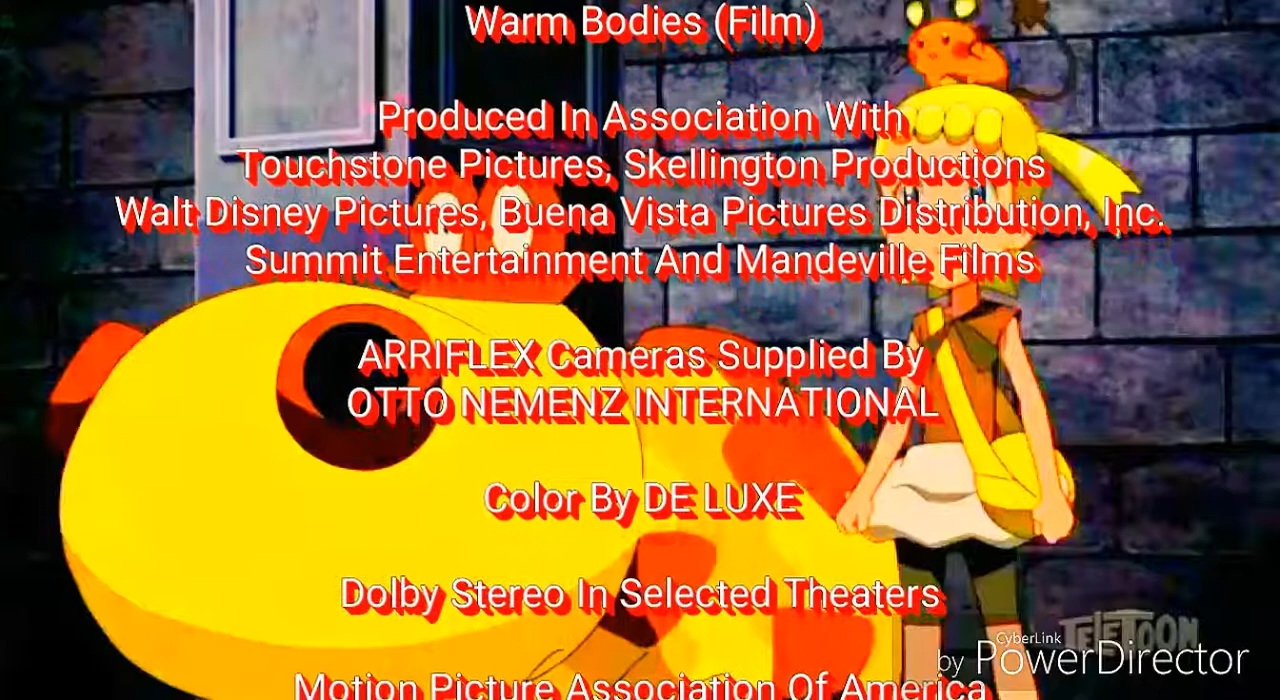 Warm Bodies (Film)
Produced In Association With
Touchstone Pictures, Skellington Productions
Walt Disney Pictures, Buena Vista Pictures Distribution, Inc.
Summit Entertainment And Mandeville Films
ARRIFLEX Cameras Supplied By
OTTO NEMENZ INTERNATIONAL
Color By DE LUXE
Dolby Stereo In Selected Theaters
TELETOON
CyberLink
by PowerDirector
Motion Picture Association Of America